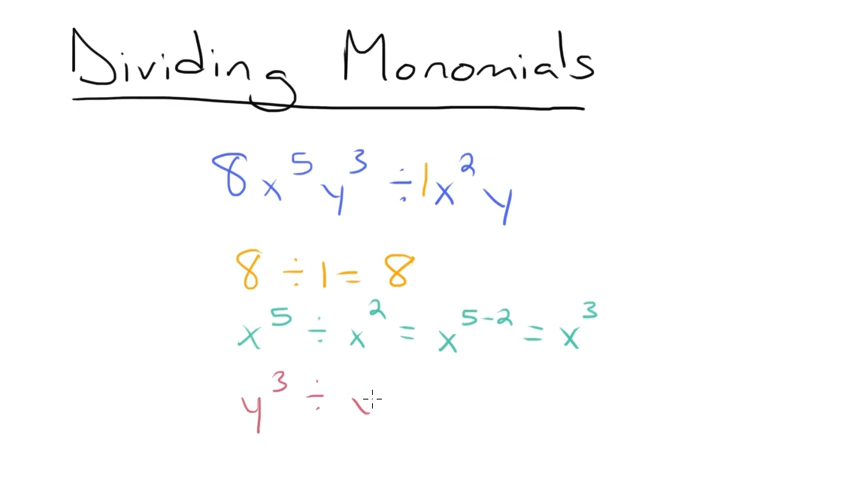 Dividing Monomials
8x⁵y³ ÷ 1x²y
8 ÷ 1 = 8
x⁵ ÷ x² = x⁵⁻² = x³
y³ ÷